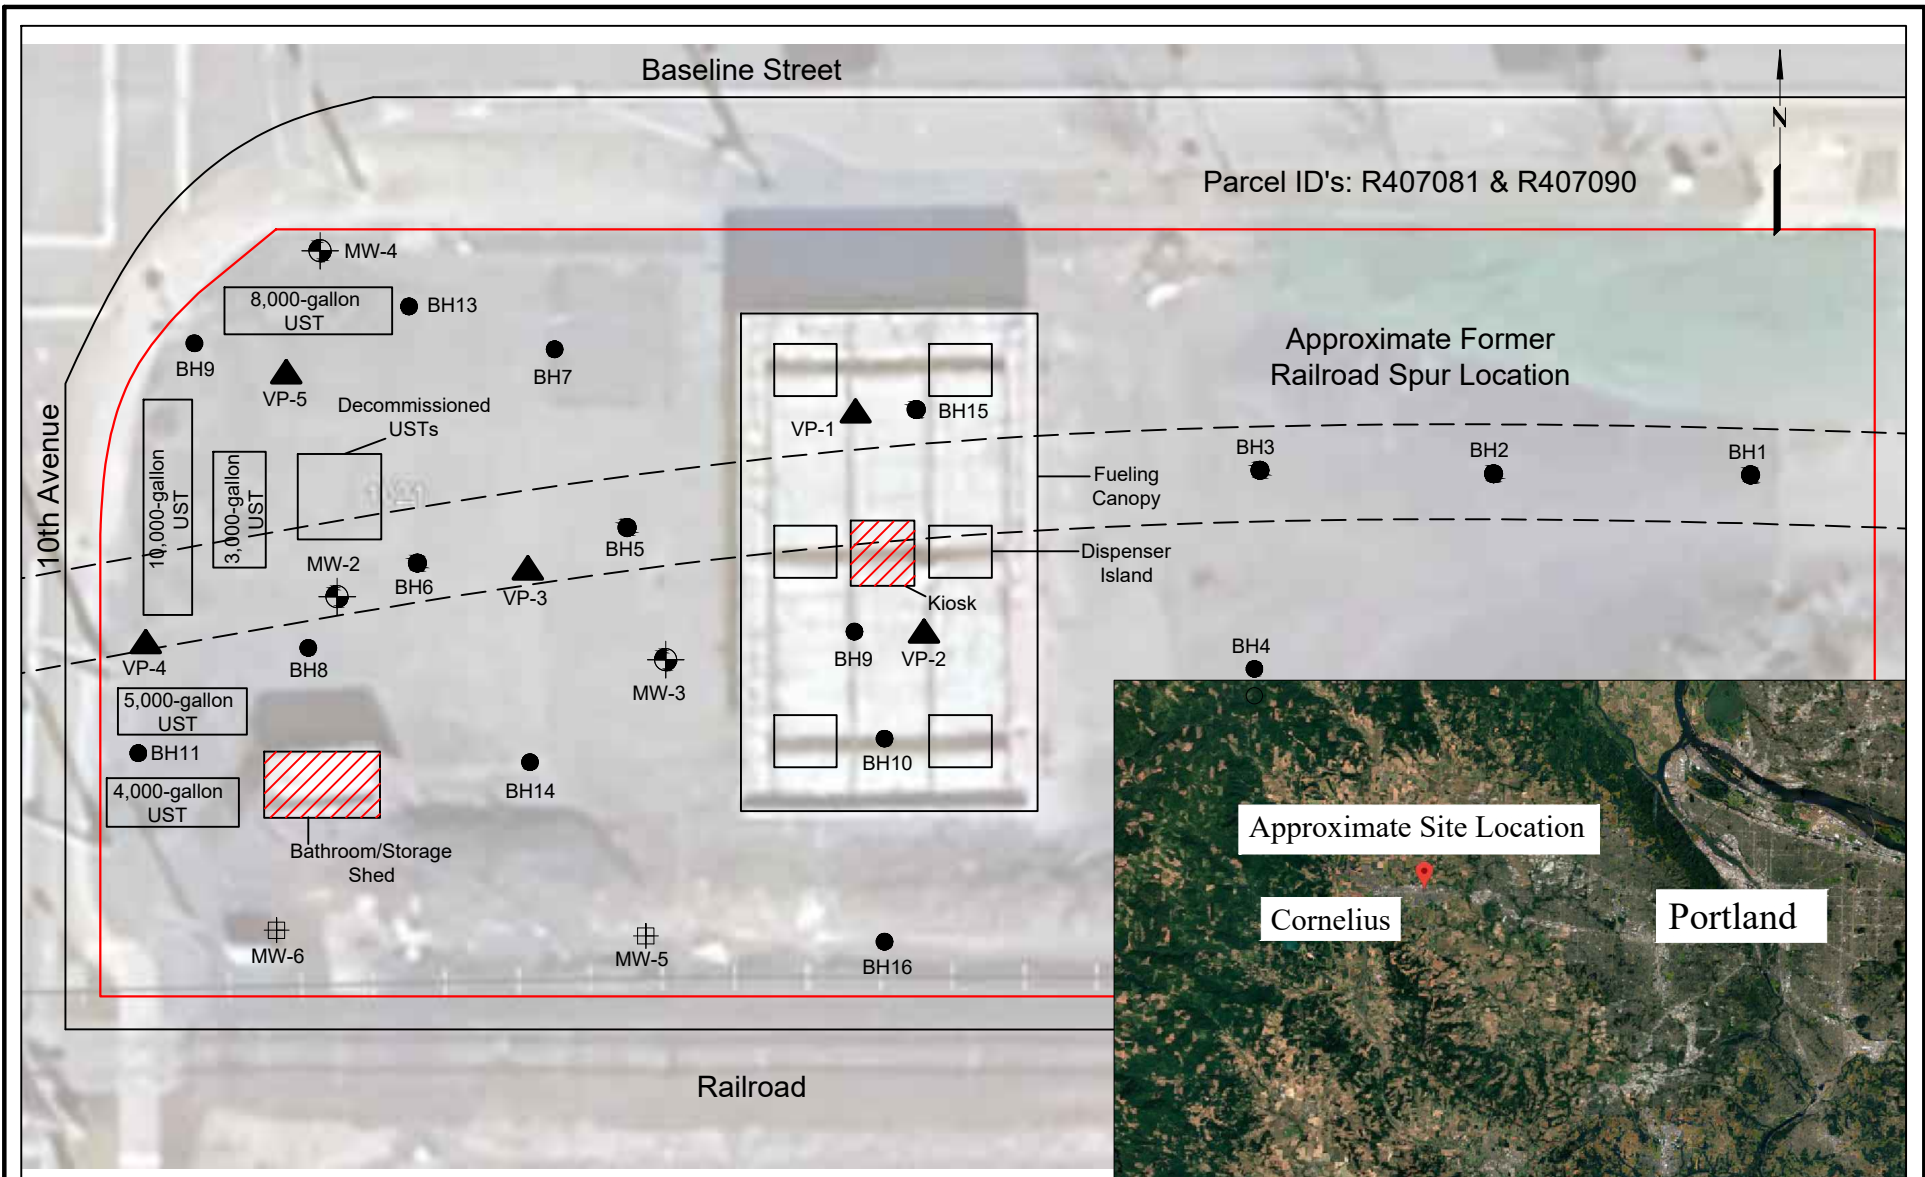 Baseline Street
N
Parcel ID's: R407081 & R407090
MW-4
8,000-gallon
UST
BH13
BH9
VP-5
BH7
Approximate Former
Railroad Spur Location
Decommissioned
USTs
VP-1
BH15
10th Avenue
10,000-gallon
UST
3,000-gallon
UST
BH3
BH2
BH1
Fueling
Canopy
BH5
MW-2
BH6
VP-3
Dispenser
Island
Kiosk
VP-4
BH8
MW-3
BH9
VP-2
BH4
5,000-gallon
UST
BH11
4,000-gallon
UST
BH14
BH10
Bathroom/Storage
Shed
Approximate Site Location
Cornelius
Portland
MW-6
MW-5
BH16
Railroad